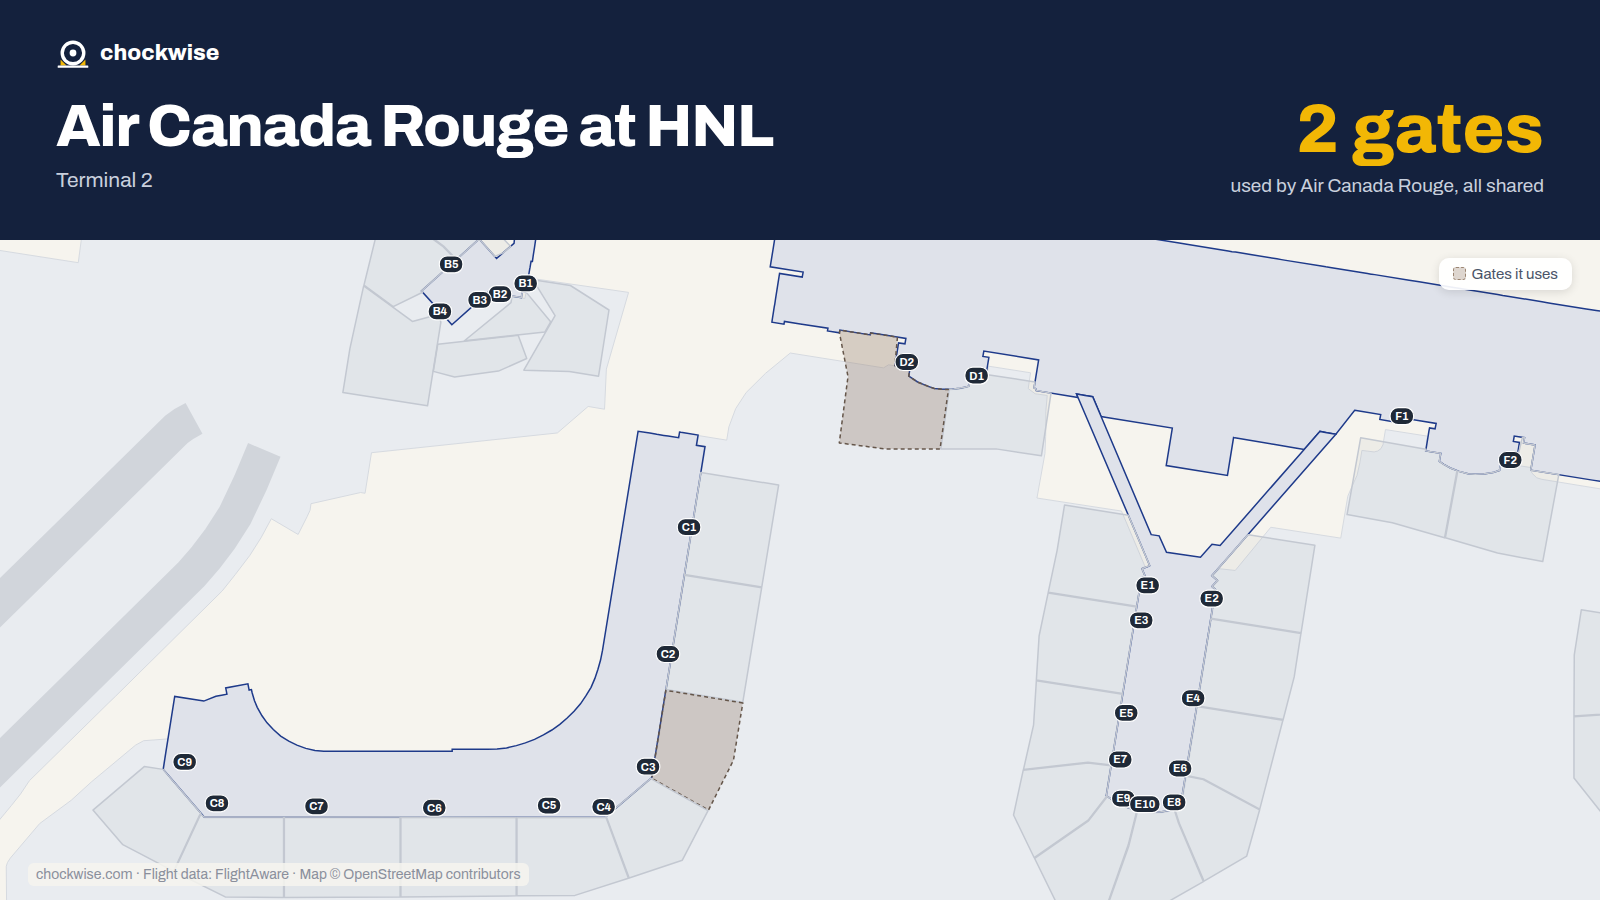 chockwise
Air Canada Rouge at HNL
Terminal 2
2 gates
used by Air Canada Rouge, all shared
Gates it uses
B5
B1
B2
B3
B4
D2
D1
F1
F2
C1
C2
C3
C4
C5
C6
C7
C8
C9
E1
E2
E3
E4
E5
E6
E7
E8
E9
E10
chockwise.com · Flight data: FlightAware · Map © OpenStreetMap contributors